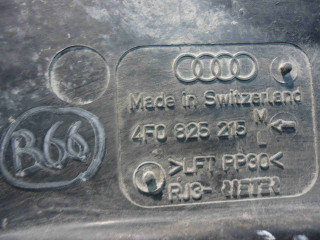 Made in Switzerland
4F0 825 215 M
L
B66
>LFT PP30<
RJ3-